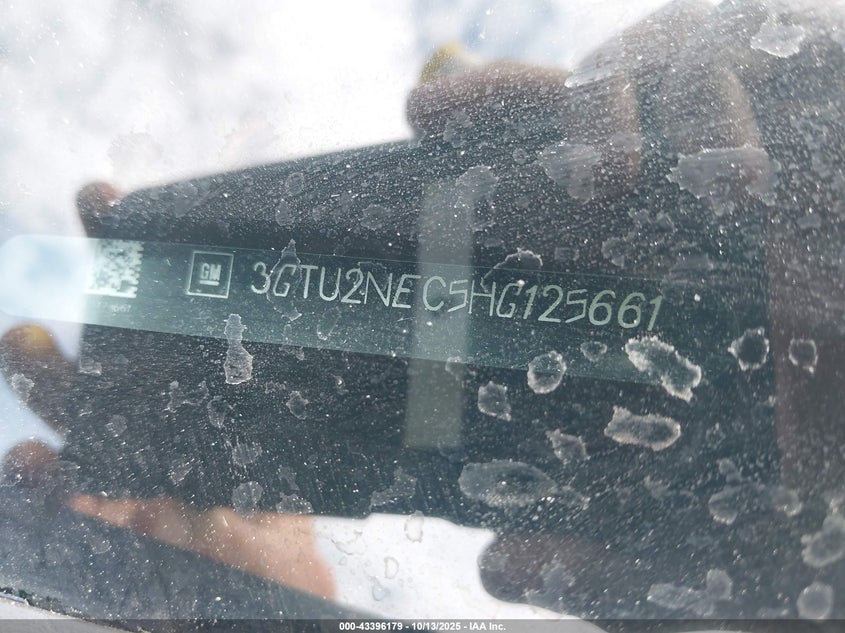 GM 3GTU2NEC5HG125661
000-43396179 - 10/13/2025 - IAA Inc.